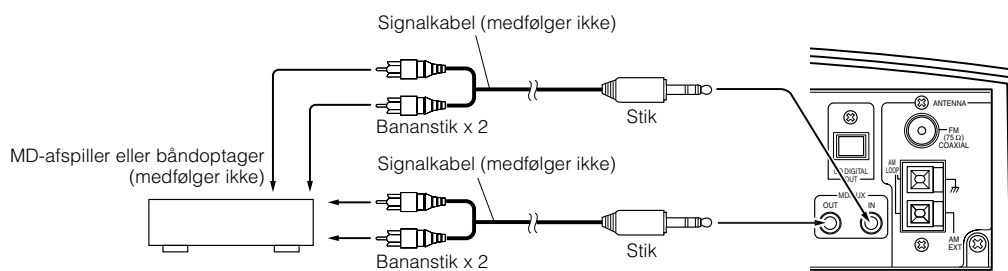 Signalkabel (medfølger ikke)
Bananstik x 2
Stik
MD-afspiller eller båndoptager
(medfølger ikke)
Signalkabel (medfølger ikke)
Bananstik x 2
Stik
ANTENNA
FM
(75 Ω)
COAXIAL
CD DIGITAL
OUT
AM
LOOP
MD/AUX
OUT
IN
AM
EXT